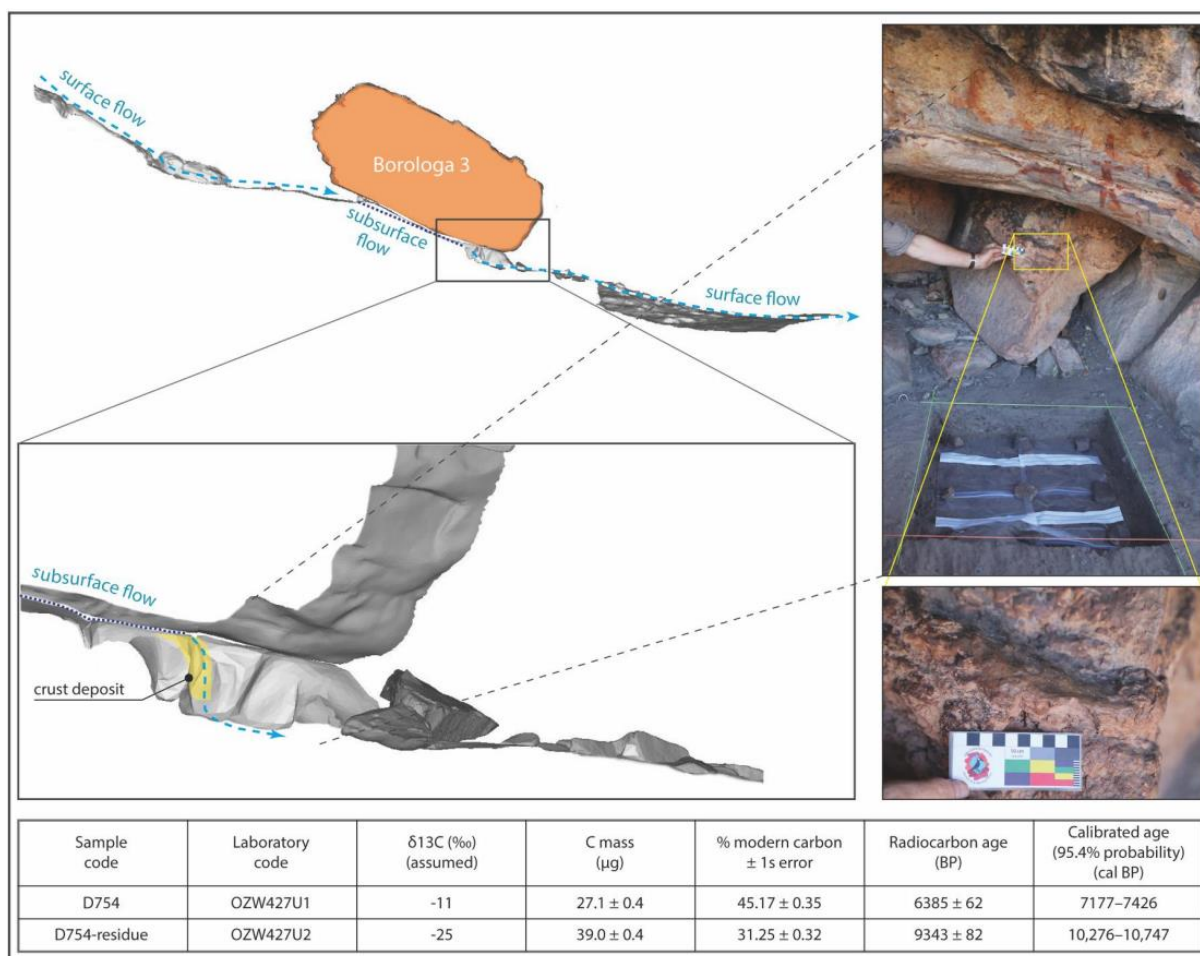 surface flow
Borologa 3
subsurface
flow
surface flow
subsurface flow
crust deposit
Sample
code
Laboratory
code
δ13C (‰)
(assumed)
C mass
(μg)
% modern carbon
± 1s error
Radiocarbon age
(BP)
Calibrated age
(95.4% probability)
(cal BP)
D754
OZW427U1
-11
27.1 ± 0.4
45.17 ± 0.35
6385 ± 62
7177–7426
D754-residue
OZW427U2
-25
39.0 ± 0.4
31.25 ± 0.32
9343 ± 82
10,276–10,747